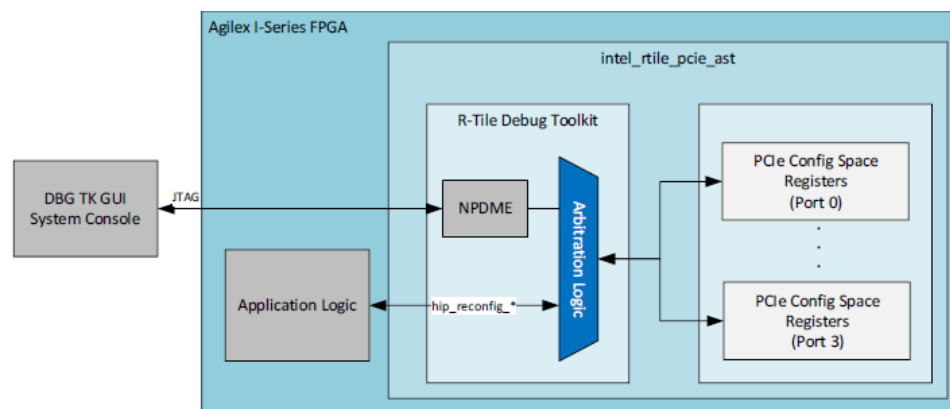 Agilex I-Series FPGA
intel_rtile_pcie_ast
R-Tile Debug Toolkit
DBG TK GUI
System Console
JTAG
NPDME
Arbitration Logic
PCIe Config Space
Registers
(Port 0)
Application Logic
hip_reconfig_*
PCIe Config Space
Registers
(Port 3)